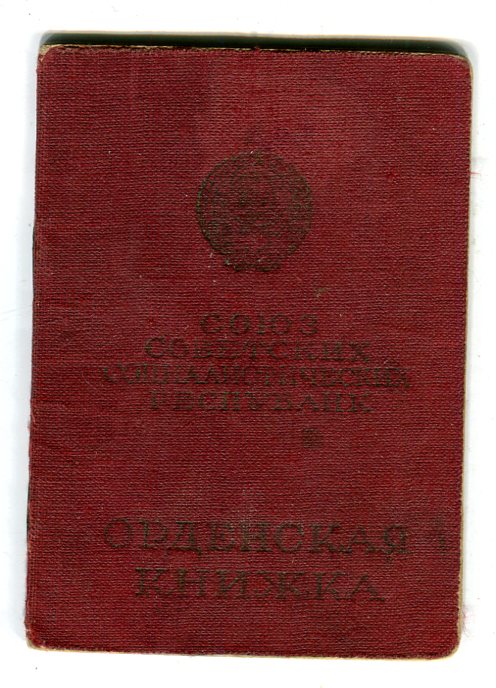 СОЮЗ
СОВЕТСКИХ
СОЦИАЛИСТИЧЕСКИХ
РЕСПУБЛИК
ОРДЕНСКАЯ
КНИЖКА